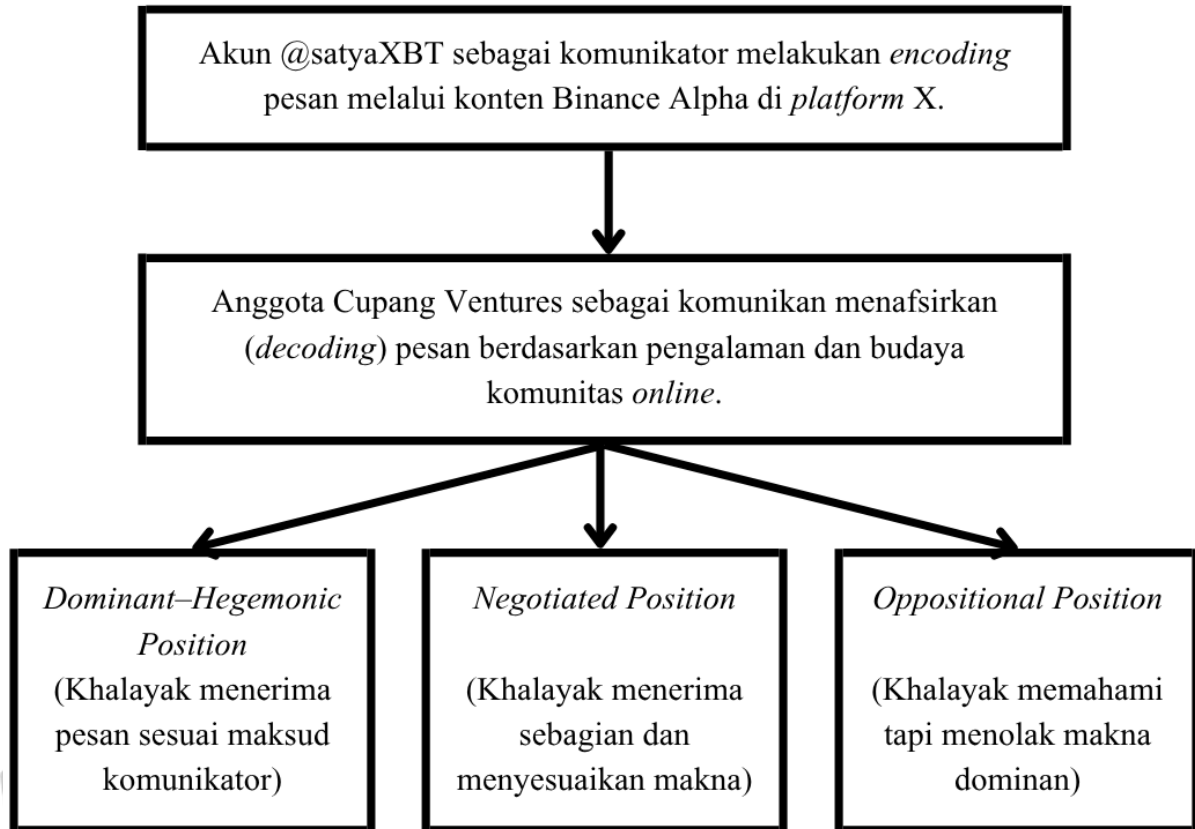 Akun @satyaXBT sebagai komunikator melakukan encoding
pesan melalui konten Binance Alpha di platform X.
Anggota Cupang Ventures sebagai komunikan menafsirkan
(decoding) pesan berdasarkan pengalaman dan budaya
komunitas online.
Dominant–Hegemonic
Position
(Khalayak menerima
pesan sesuai maksud
komunikator)
Negotiated Position
(Khalayak menerima
sebagian dan
menyesuaikan makna)
Oppositional Position
(Khalayak memahami
tapi menolak makna
dominan)